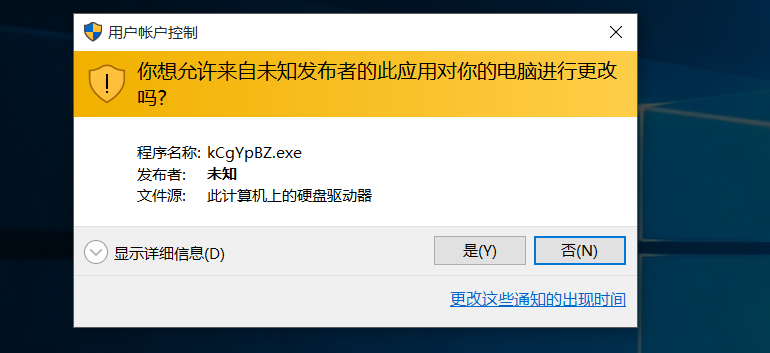 用户帐户控制
你想允许来自未知发布者的此应用对你的电脑进行更改
吗?
程序名称: kCgYpBZ.exe
发布者: 未知
文件源: 此计算机上的硬盘驱动器
显示详细信息(D)
是(Y)
否(N)
更改这些通知的出现时间